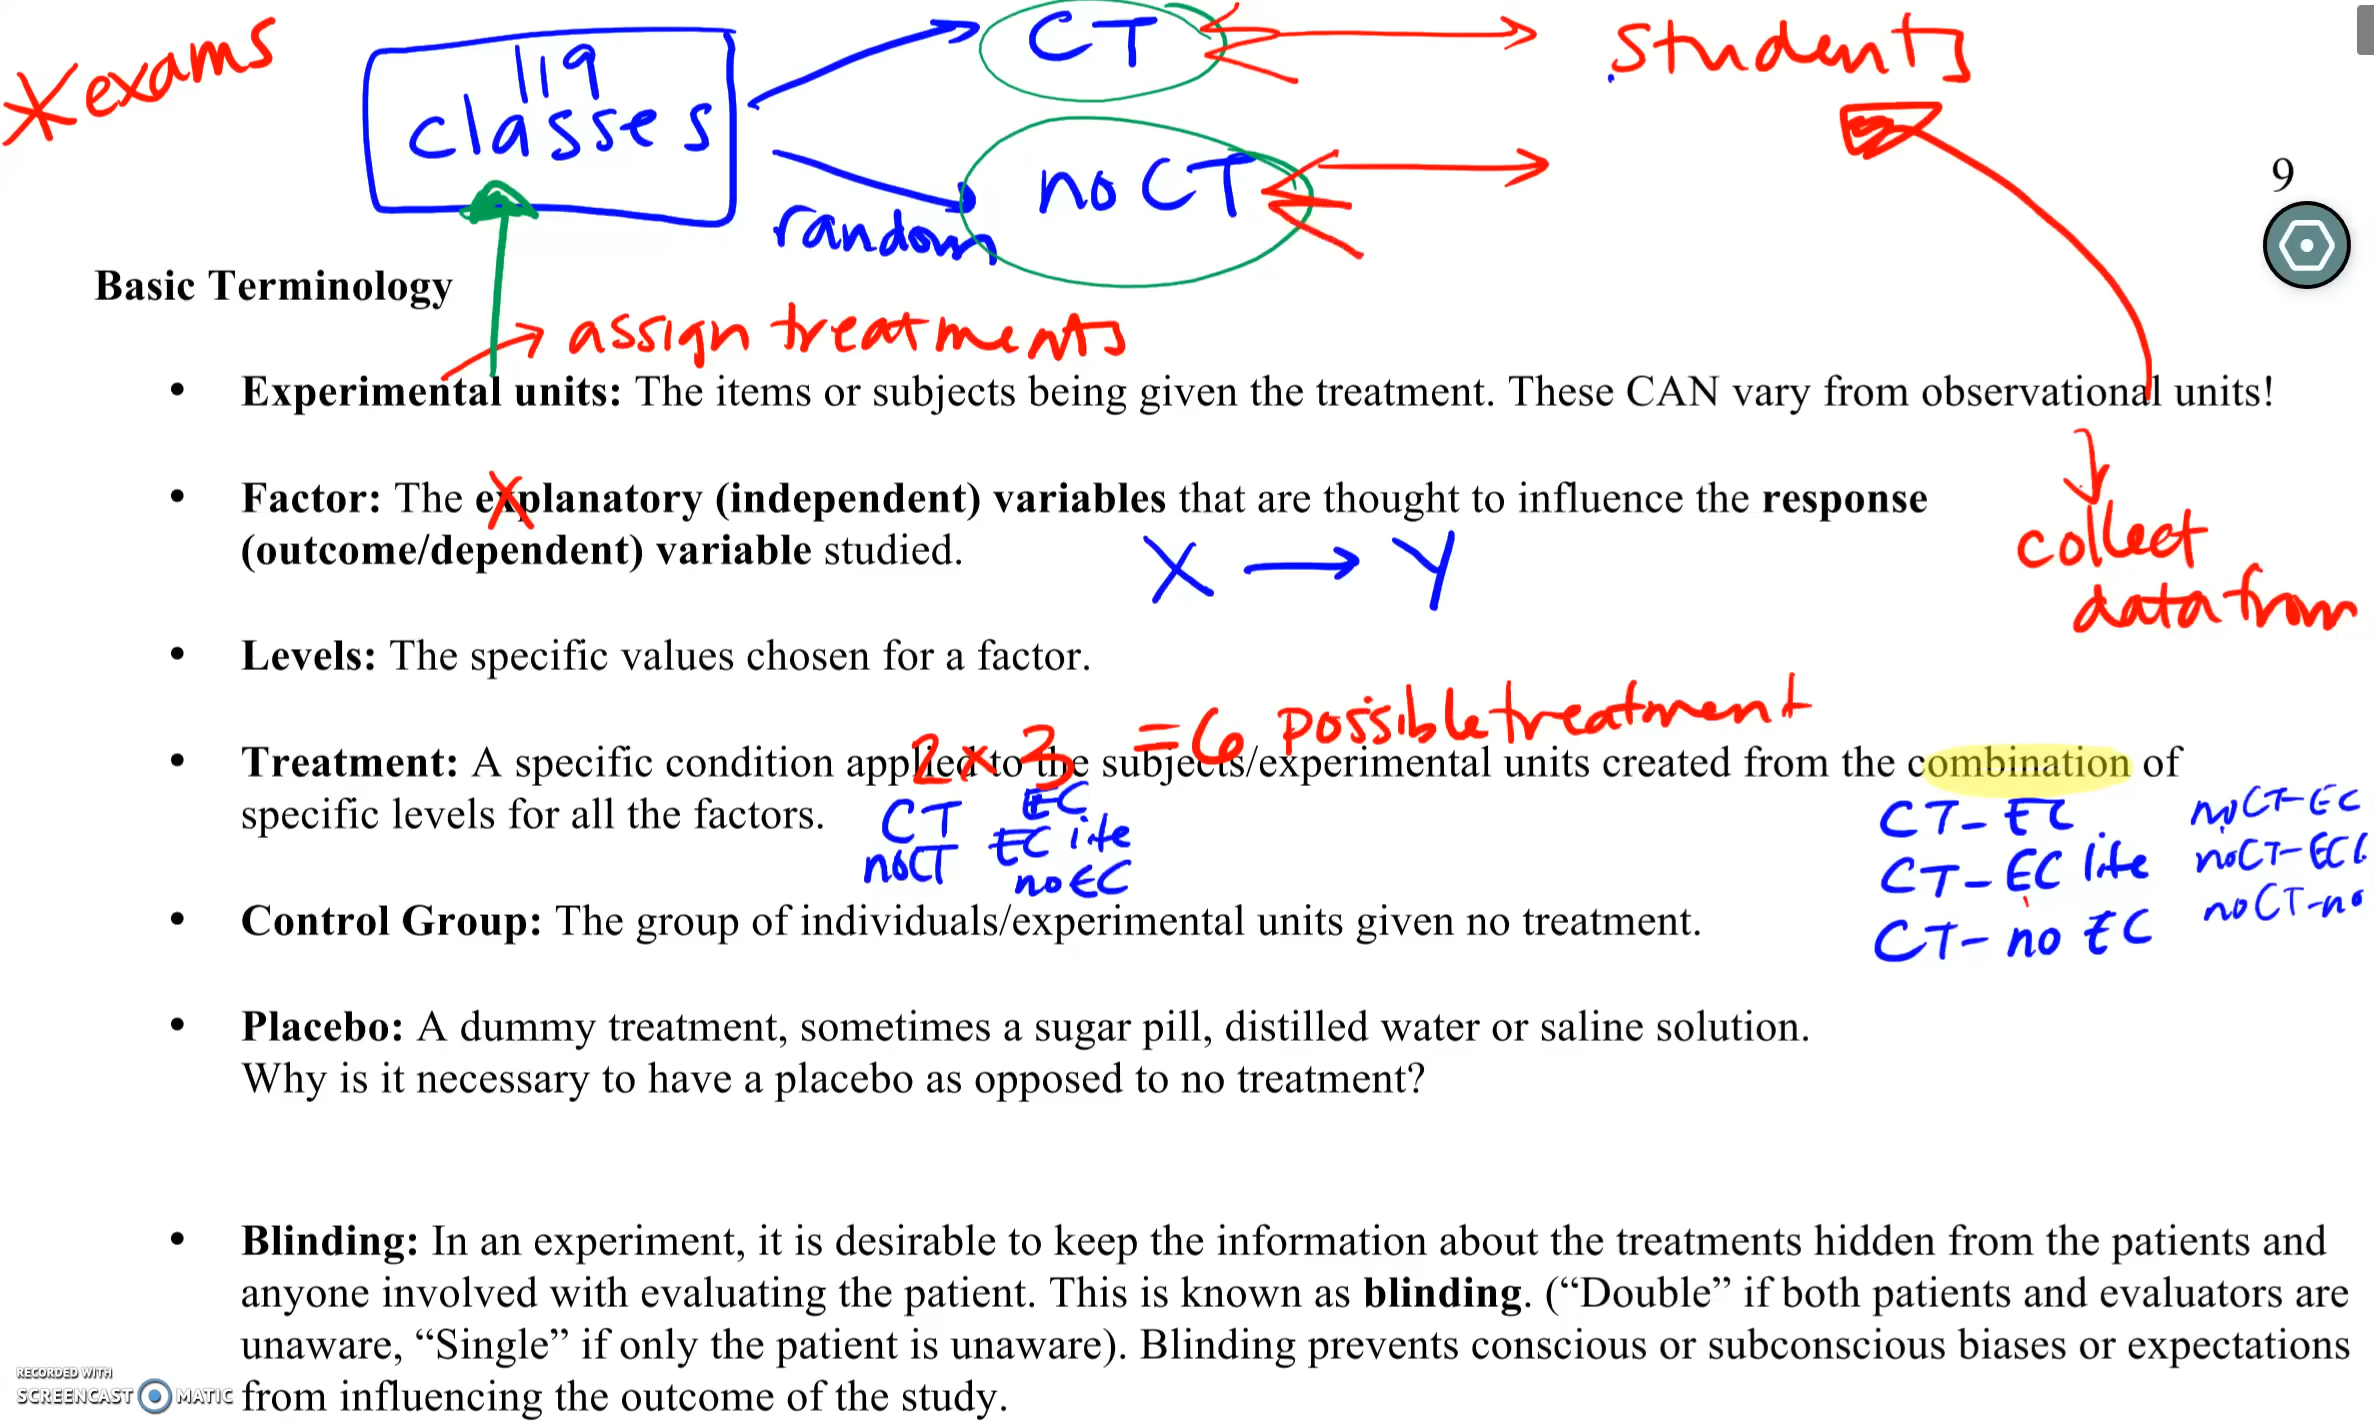 *exams
119
classes
CT
students
random
no CT
9
Basic Terminology
assign treatments
• Experimental units: The items or subjects being given the treatment. These CAN vary from observational units!
collect
data from
• Factor: The explanatory (independent) variables that are thought to influence the response
(outcome/dependent) variable studied.
X → Y
• Levels: The specific values chosen for a factor.
2 x 3 = 6 possible treatment
• Treatment: A specific condition applied to the subjects/experimental units created from the combination of
specific levels for all the factors.
CT EC
noCT EC lite
no EC
CT - EC
CT - EC lite
CT - no EC
noCT-EC
noCT-ECl
noCT-no
• Control Group: The group of individuals/experimental units given no treatment.
• Placebo: A dummy treatment, sometimes a sugar pill, distilled water or saline solution.
Why is it necessary to have a placebo as opposed to no treatment?
• Blinding: In an experiment, it is desirable to keep the information about the treatments hidden from the patients and
anyone involved with evaluating the patient. This is known as blinding. (“Double” if both patients and evaluators are
unaware, “Single” if only the patient is unaware). Blinding prevents conscious or subconscious biases or expectations
from influencing the outcome of the study.
RECORDED WITH
SCREENCAST MATIC